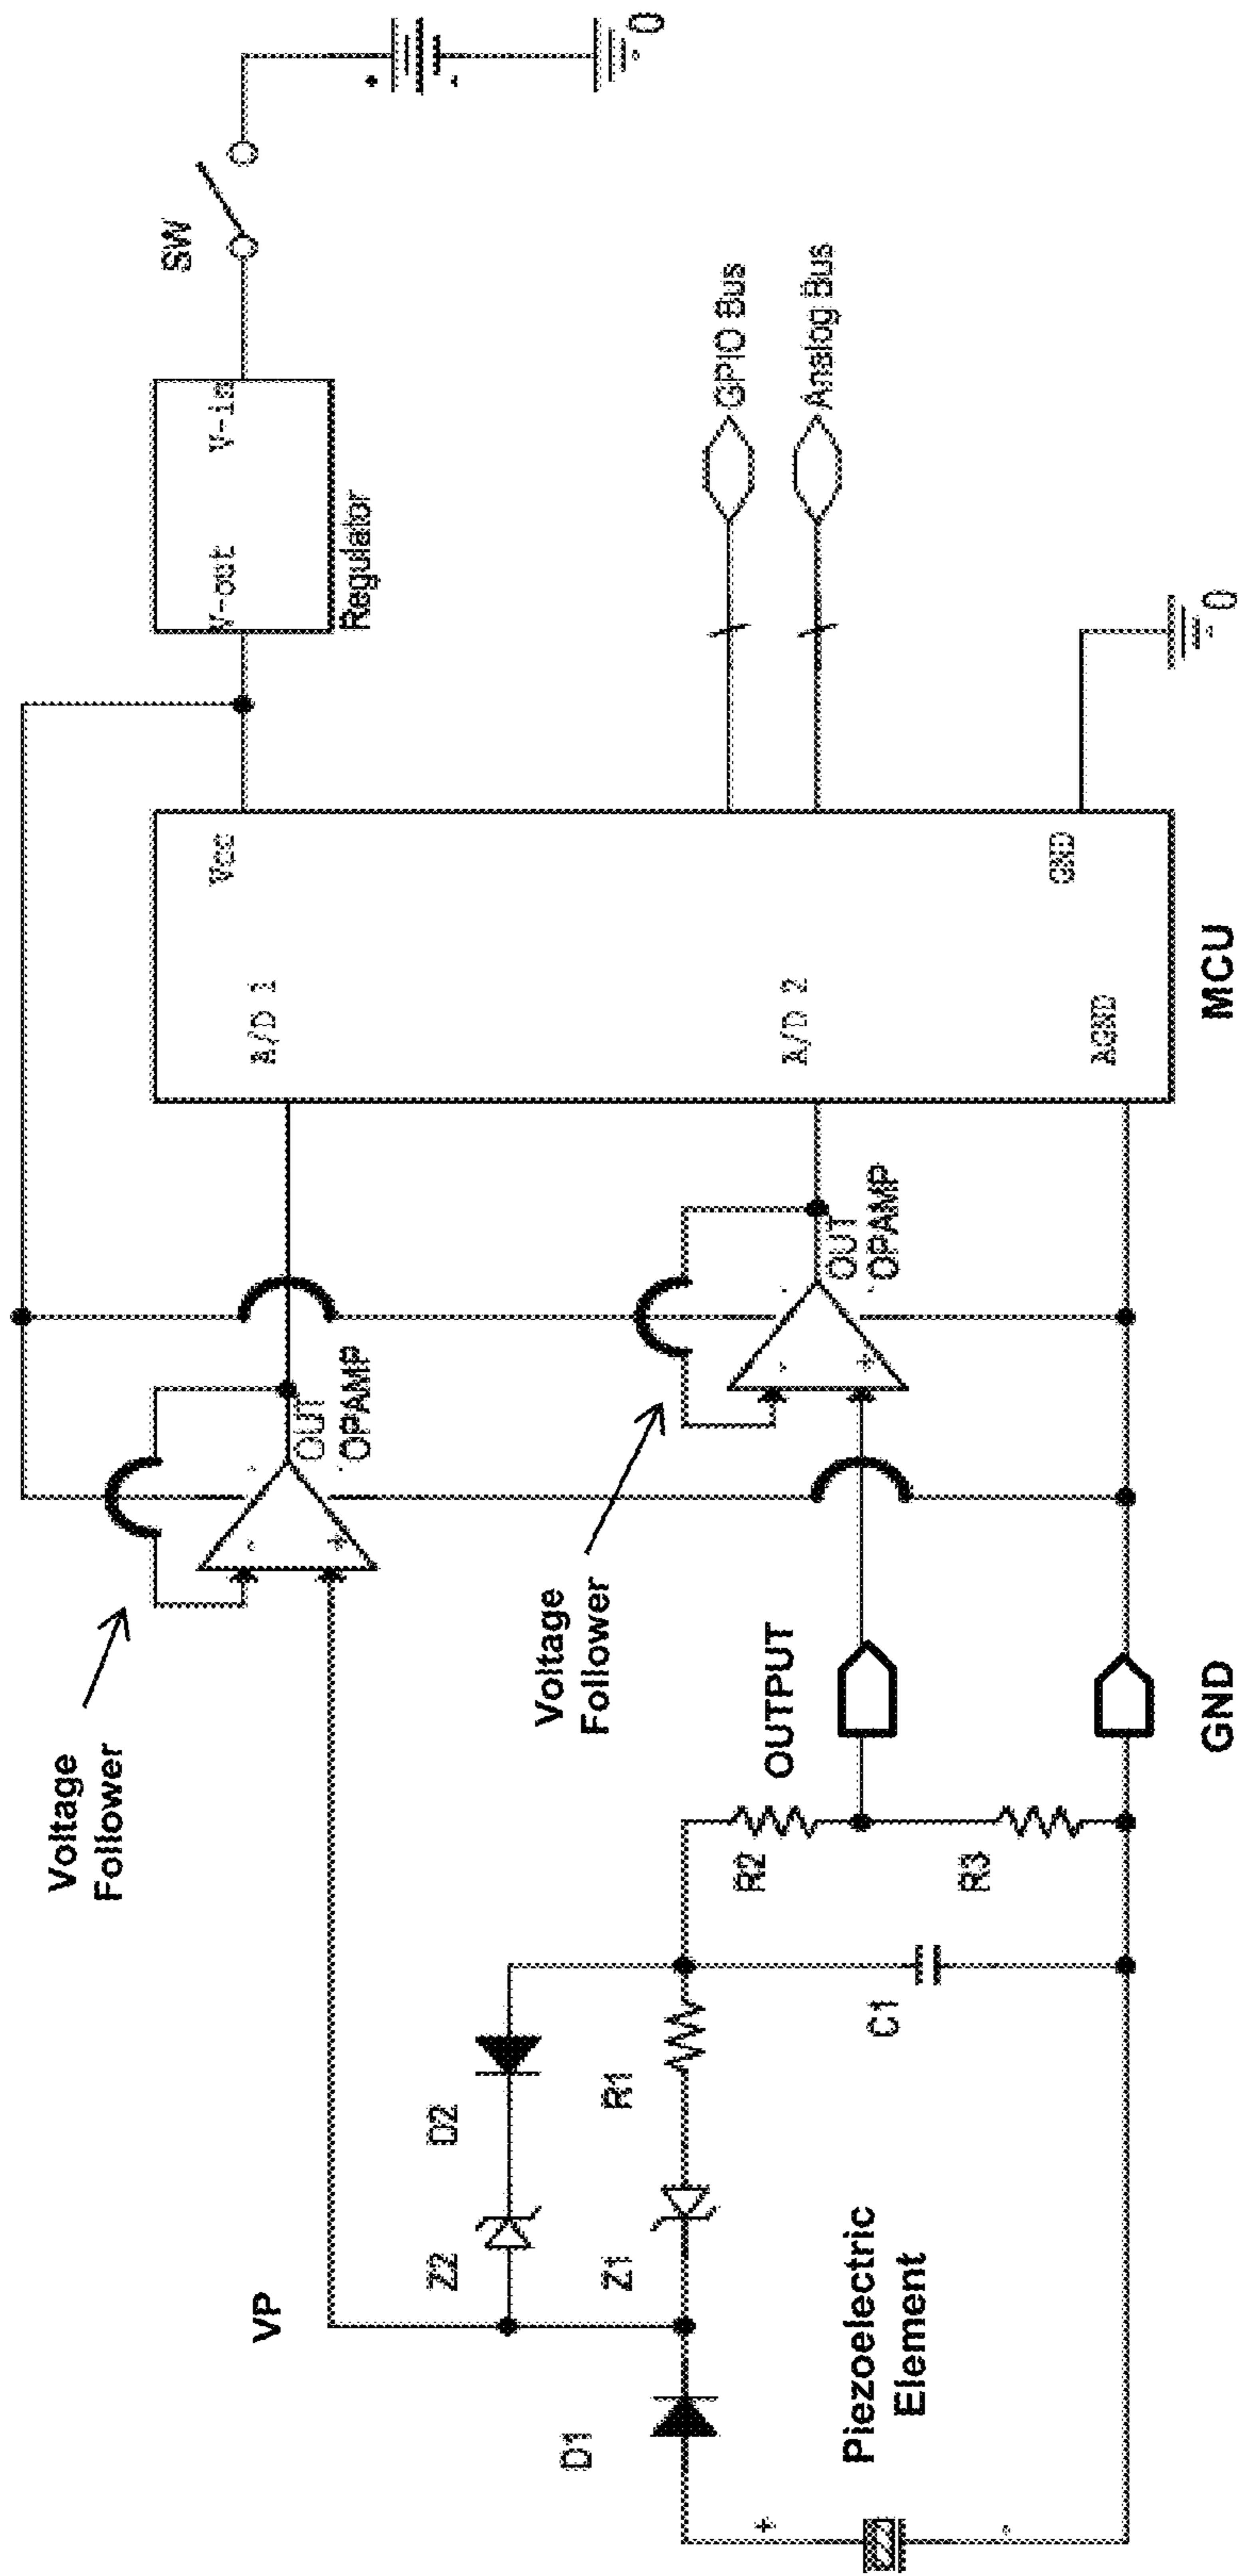 Voltage
Follower
VP
D1
Z2
D2
Z1
R1
C1
R2
R3
Piezoelectric
Element
+
-
OUTPUT
GND
Voltage
Follower
-
+
OUT
OPAMP
-
+
OUT
OPAMP
A/D 1
Vcc
A/D 2
AGND
GND
MCU
V-out
V-in
Regulator
SW
+
-
0
GPIO Bus
Analog Bus
0